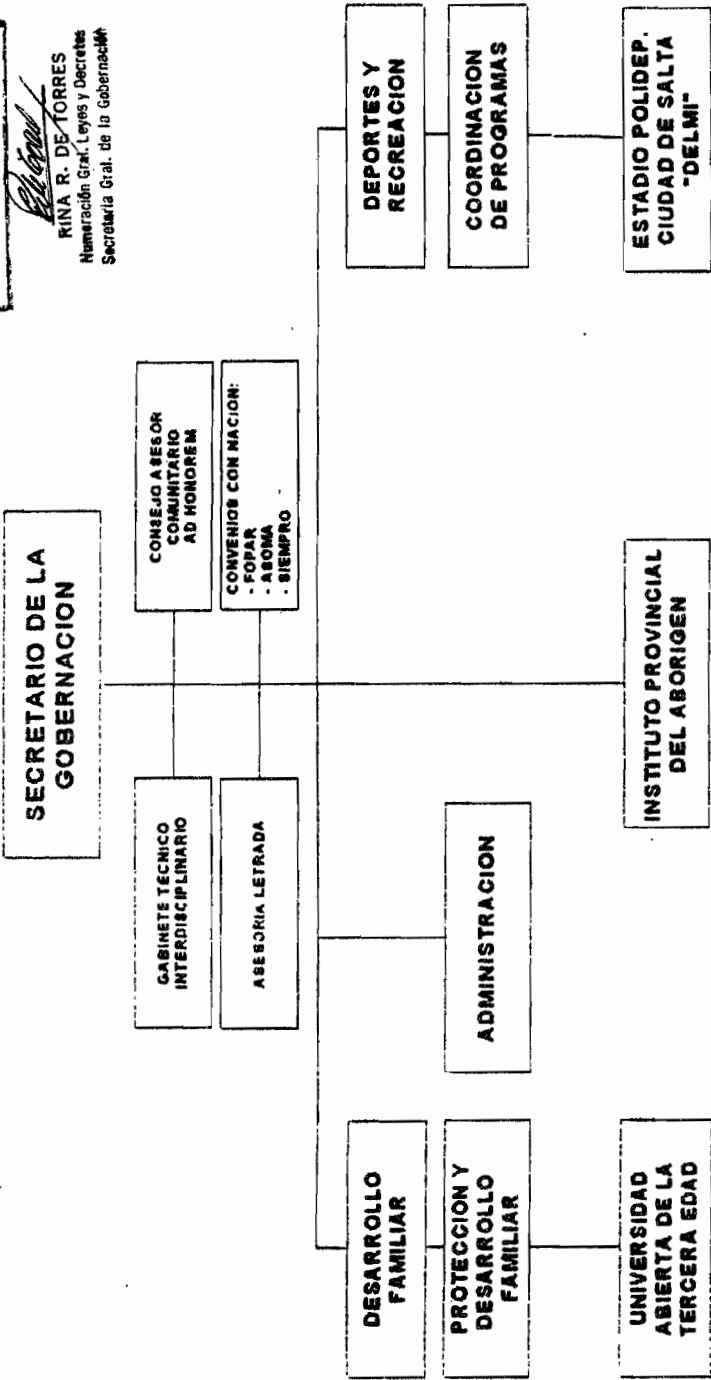 RINA R. DE TORRES
Numeración Gral. Leyes y Decretos
Secretaría Gral. de la Gobernación
SECRETARIO DE LA
GOBERNACION
GABINETE TECNICO
INTERDISCIPLINARIO
CONSEJO ASESOR
COMUNITARIO
AD HONOREM
ASESORIA LETRADA
CONVENIOS CON NACION:
- FOPAR
- ASOMA
- SIEMPRO
DESARROLLO
FAMILIAR
DEPORTES Y
RECREACION
PROTECCION Y
DESARROLLO
FAMILIAR
ADMINISTRACION
COORDINACION
DE PROGRAMAS
UNIVERSIDAD
ABIERTA DE LA
TERCERA EDAD
INSTITUTO PROVINCIAL
DEL ABORIGEN
ESTADIO POLIDEP.
CIUDAD DE SALTA
"DELMI"